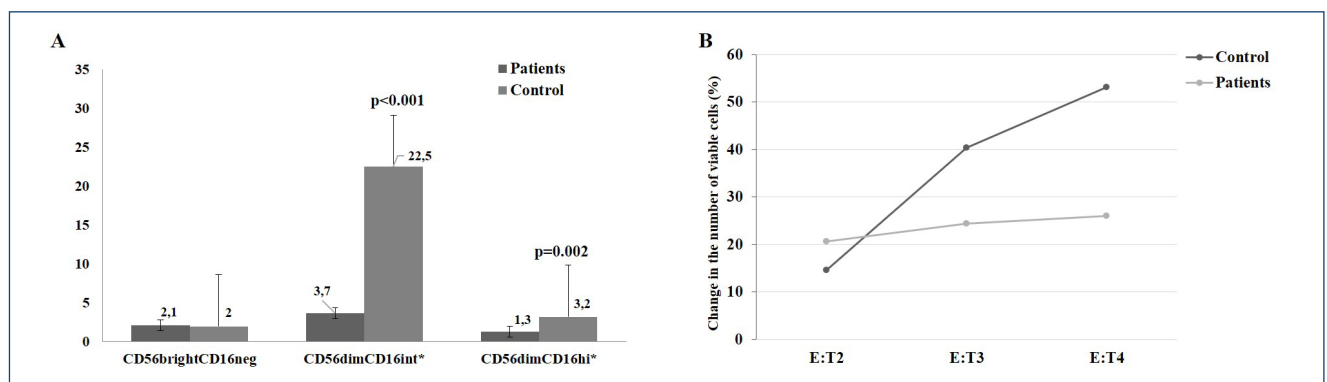 A
35
30
25
20
15
10
5
0
Patients
Control
p<0.001
22,5
p=0.002
2,1
2
3,7
1,3
3,2
CD56brightCD16neg
CD56dimCD16int*
CD56dimCD16hi*
B
Change in the number of viable cells (%)
60
50
40
30
20
10
0
Control
Patients
E:T2
E:T3
E:T4